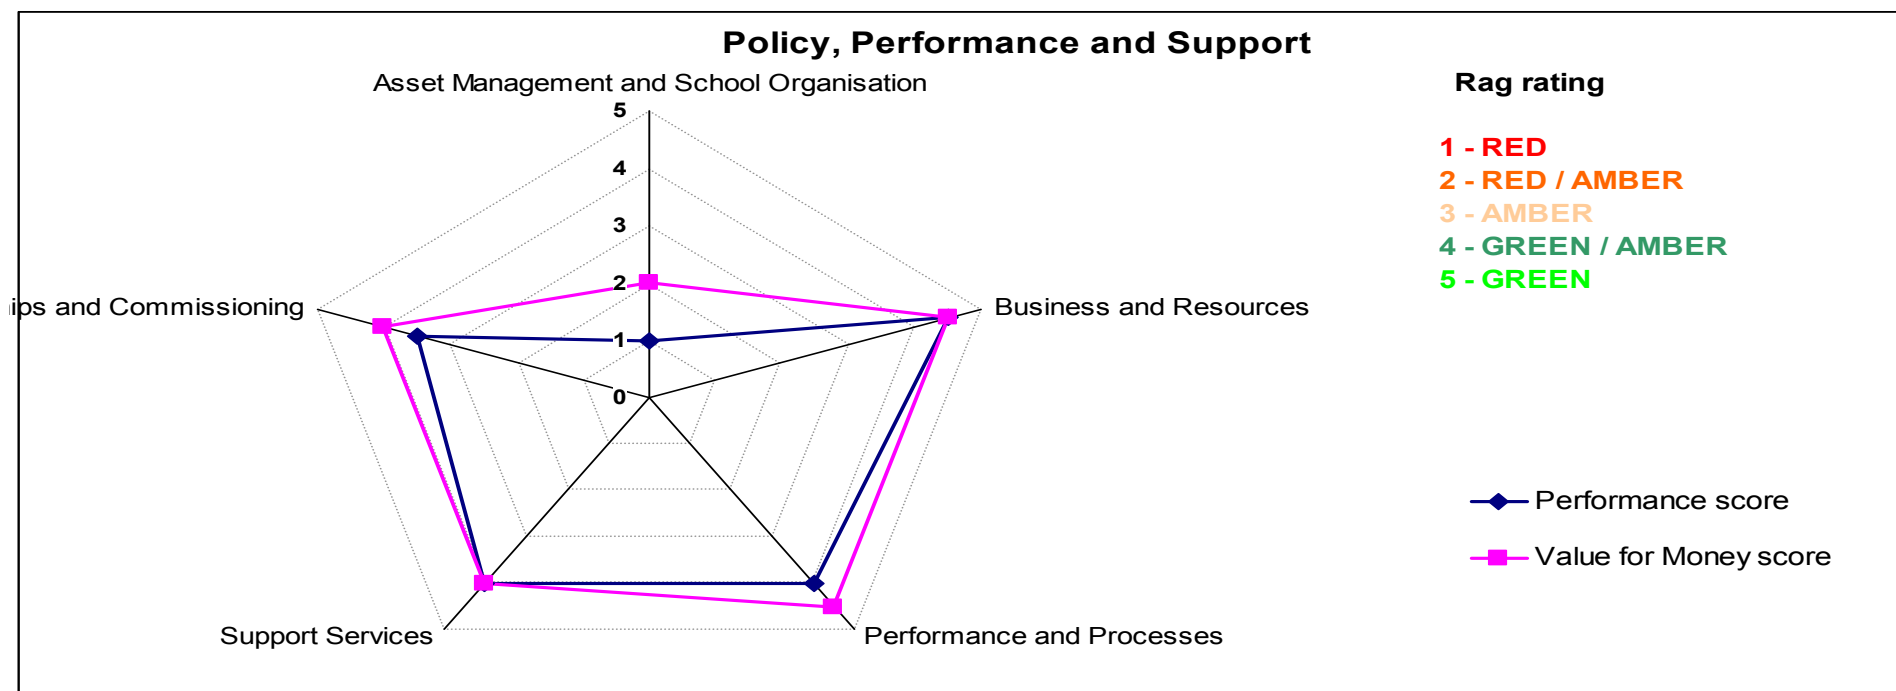 Policy, Performance and Support
Asset Management and School Organisation
Rag rating
5
4
3
2
1
0
1 - RED
2 - RED / AMBER
3 - AMBER
4 - GREEN / AMBER
5 - GREEN
and Commissioning
Business and Resources
Performance score
Value for Money score
Support Services
Performance and Processes